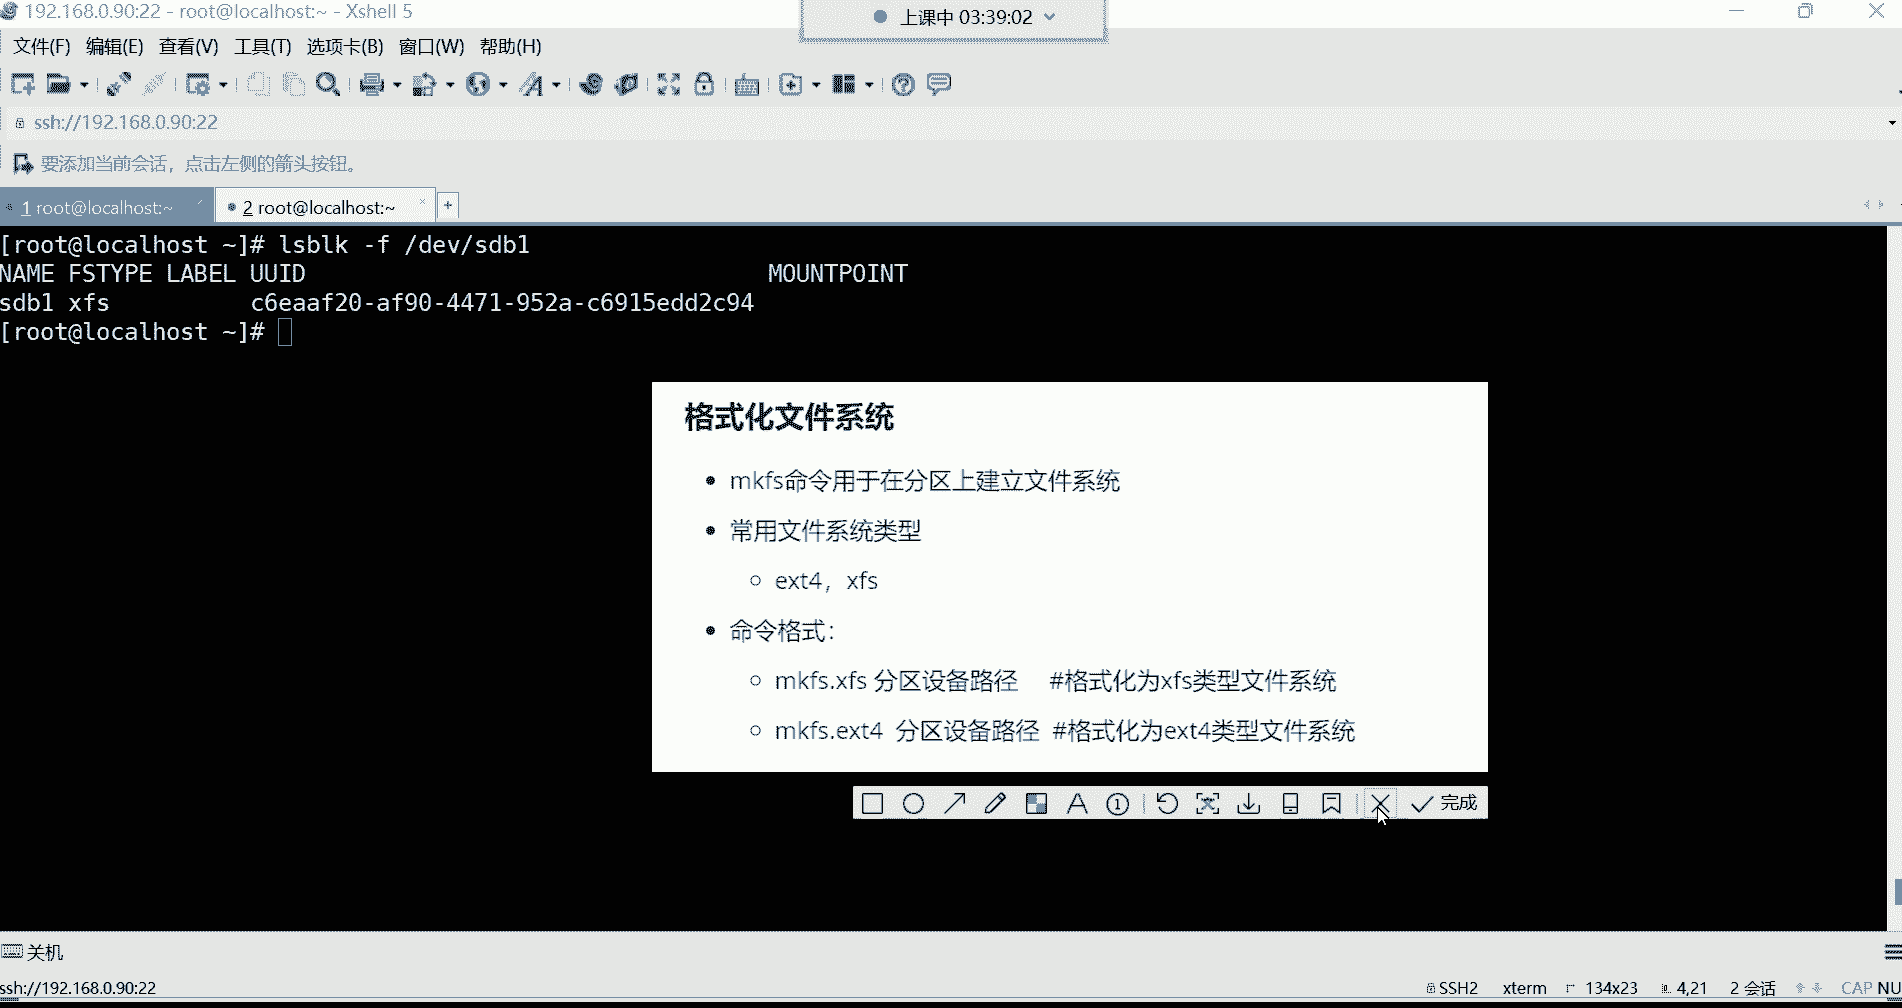 192.168.0.90:22 - root@localhost:~ - Xshell 5
上课中 03:39:02
文件(F) 编辑(E) 查看(V) 工具(T) 选项卡(B) 窗口(W) 帮助(H)
ssh://192.168.0.90:22
要添加当前会话，点击左侧的箭头按钮。
1 root@localhost:~ 2 root@localhost:~ +
[root@localhost ~]# lsblk -f /dev/sdb1
NAME FSTYPE LABEL UUID MOUNTPOINT
sdb1 xfs c6eaaf20-af90-4471-952a-c6915edd2c94
[root@localhost ~]#
格式化文件系统
mkfs命令用于在分区上建立文件系统
常用文件系统类型
ext4，xfs
命令格式：
mkfs.xfs 分区设备路径 #格式化为xfs类型文件系统
mkfs.ext4 分区设备路径 #格式化为ext4类型文件系统
完成
关机
ssh://192.168.0.90:22 SSH2 xterm 134x23 4,21 2 会话 CAP NU